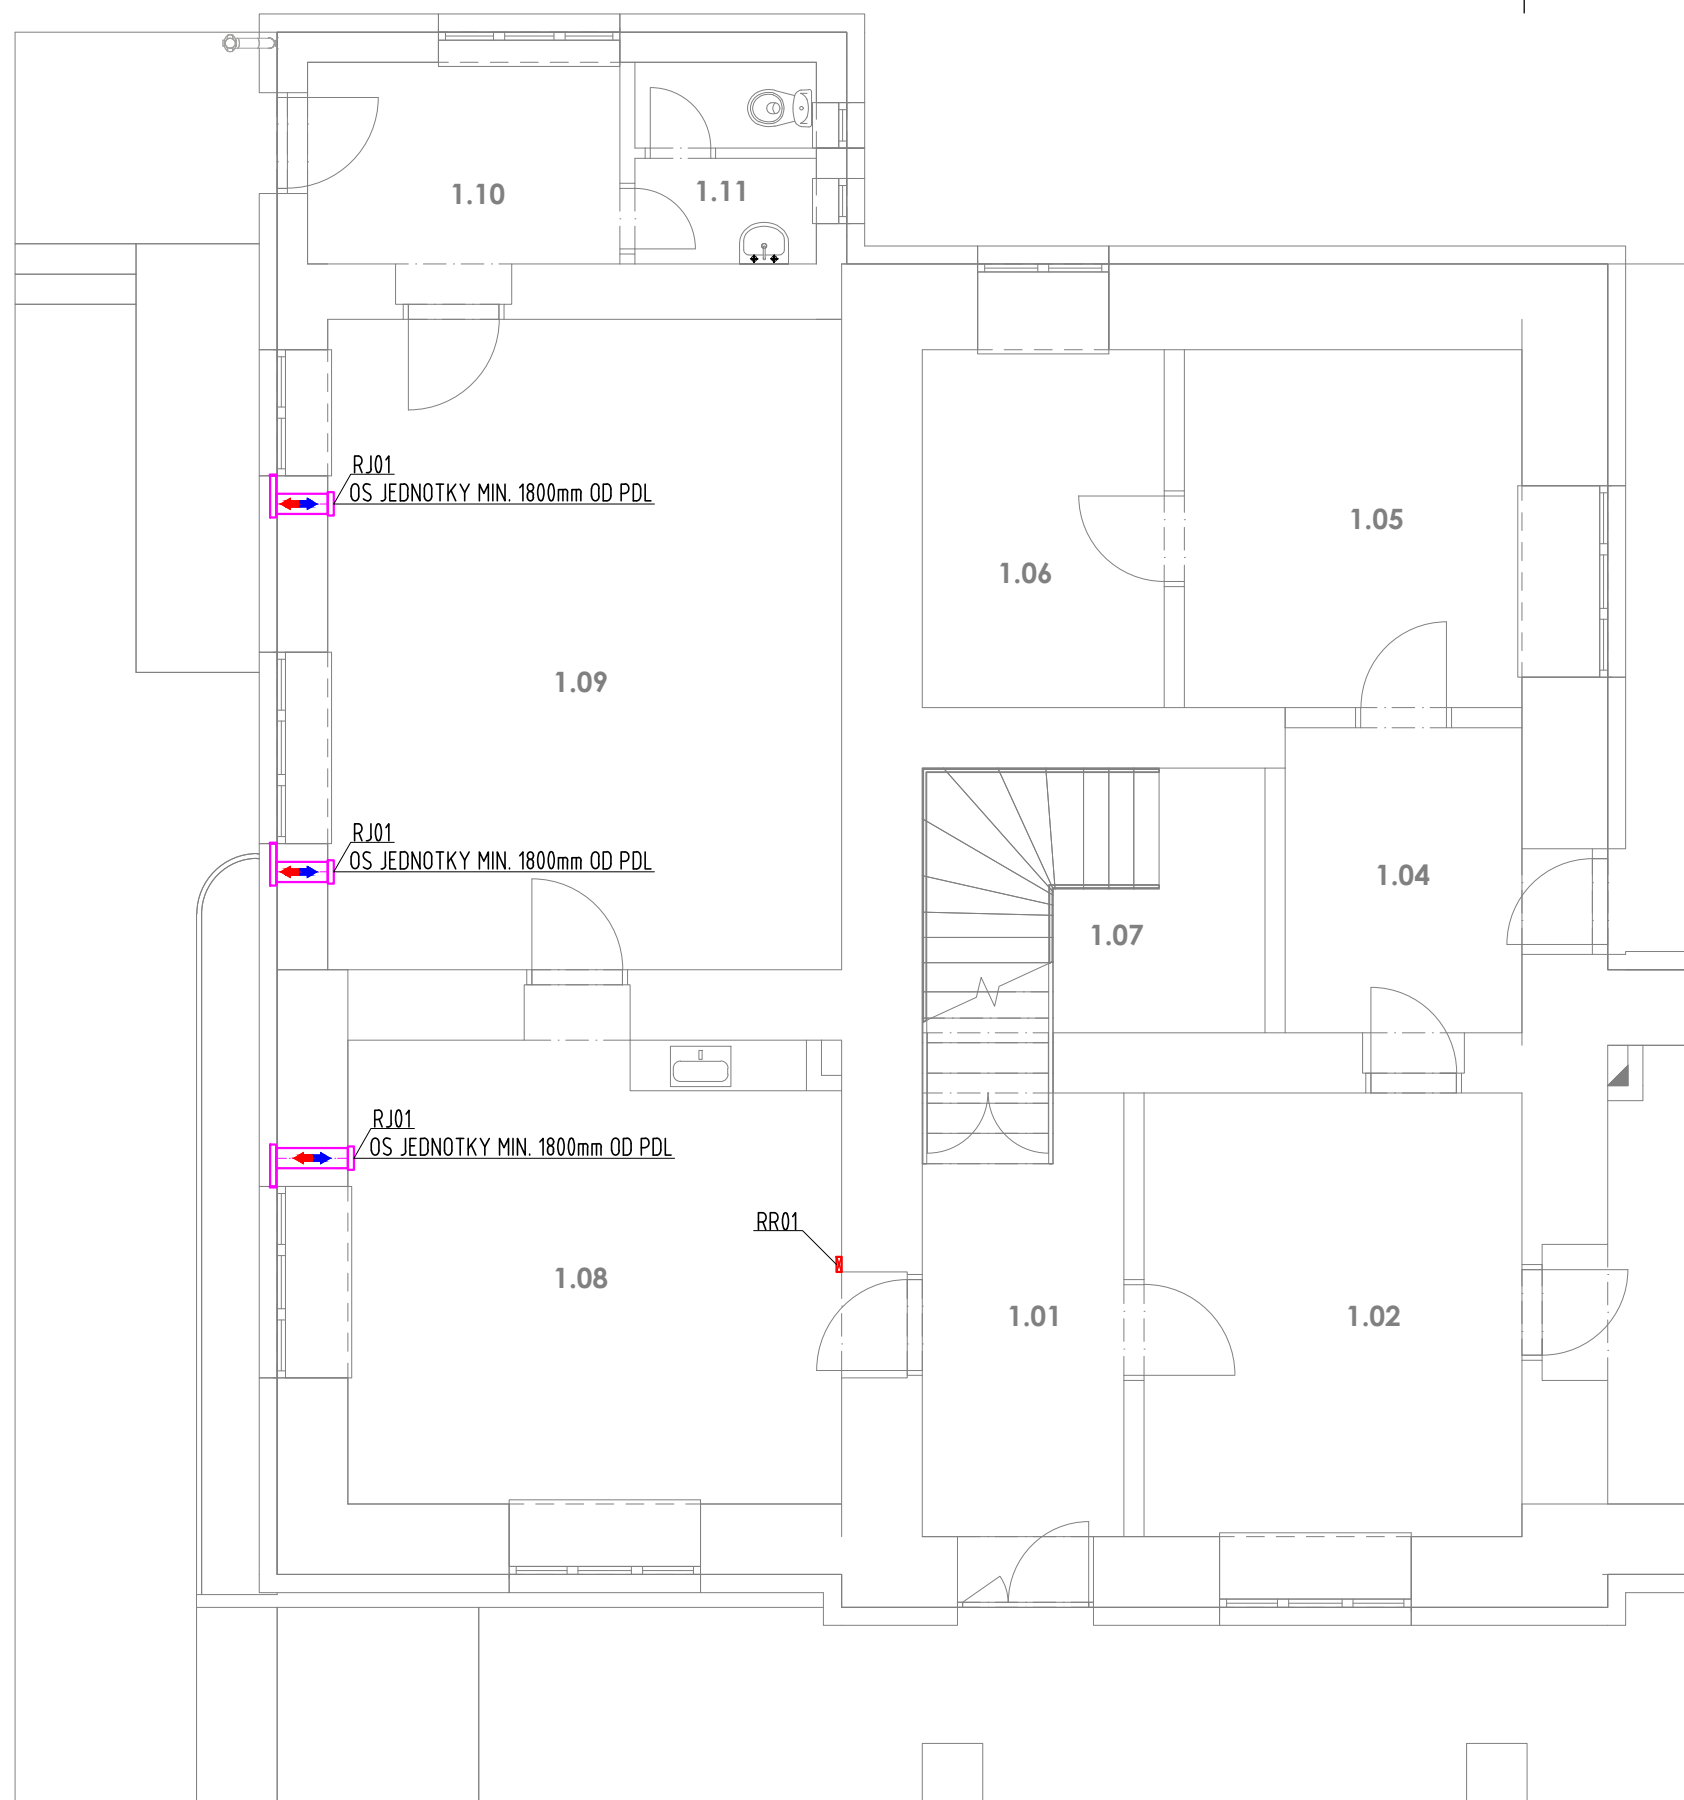 1.10
1.11
RJ01
OS JEDNOTKY MIN. 1800mm OD PDL
1.05
1.06
1.09
RJ01
OS JEDNOTKY MIN. 1800mm OD PDL
1.04
1.07
RJ01
OS JEDNOTKY MIN. 1800mm OD PDL
RR01
1.08
1.01
1.02